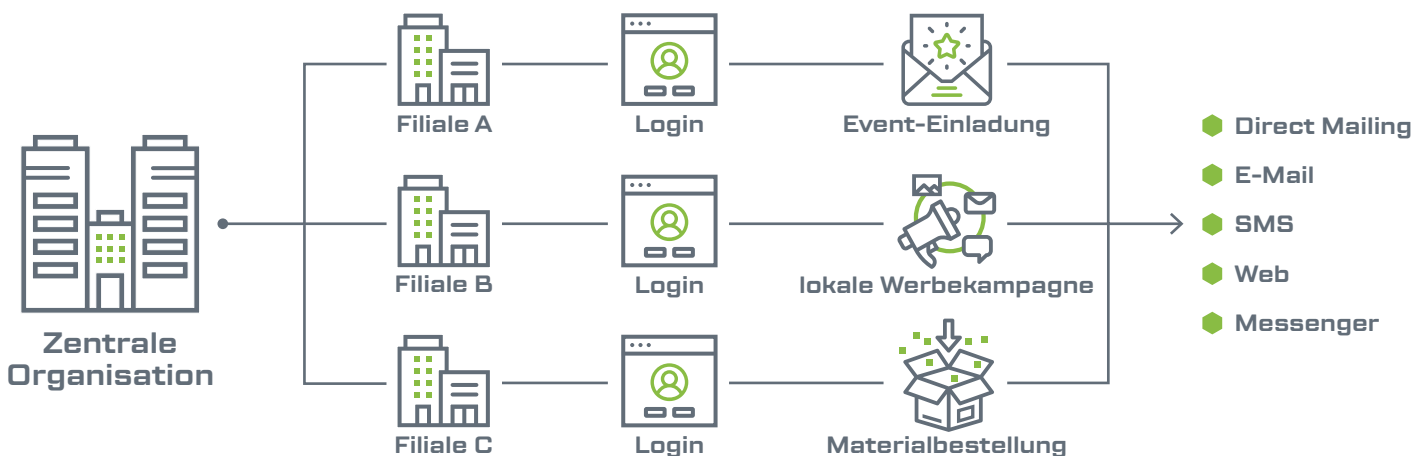 Zentrale
Organisation
Filiale A
Login
Event-Einladung
Filiale B
Login
lokale Werbekampagne
Filiale C
Login
Materialbestellung
Direct Mailing
E-Mail
SMS
Web
Messenger